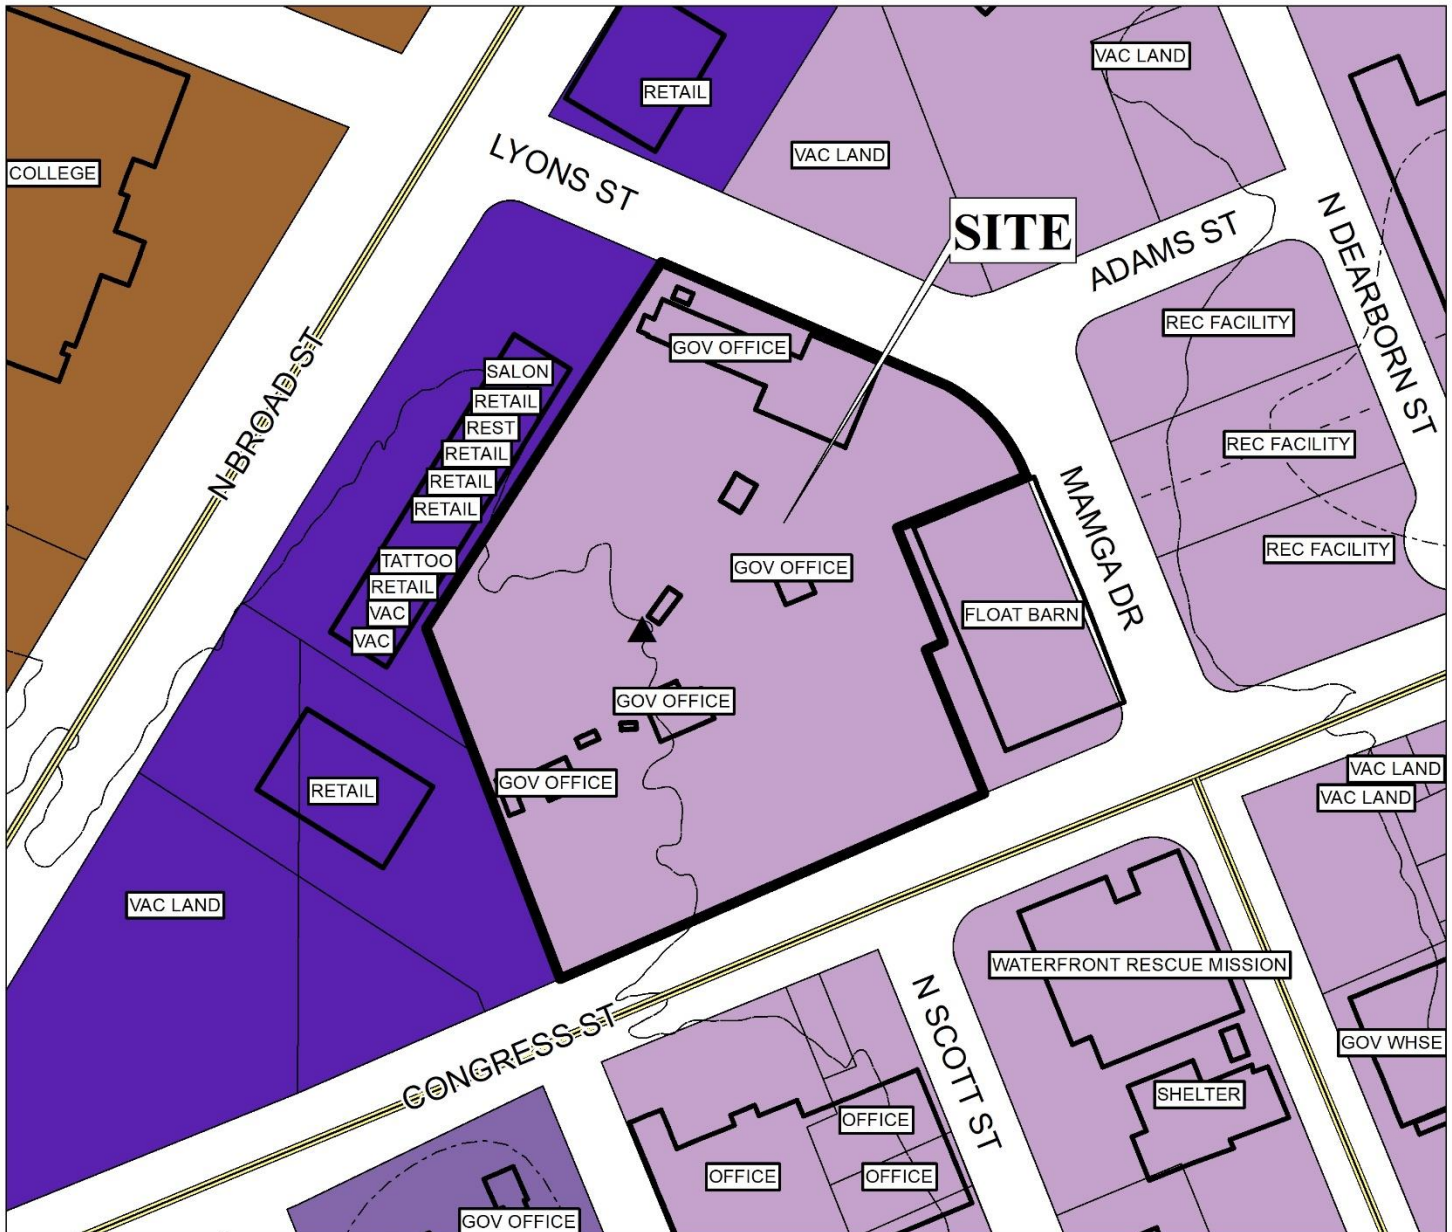 RETAIL
VAC LAND
COLLEGE
LYONS ST
VAC LAND
SITE
ADAMS ST
N DEARBORN ST
REC FACILITY
GOV OFFICE
N BROAD ST
SALON
RETAIL
REST
RETAIL
RETAIL
RETAIL
REC FACILITY
MAMGA DR
REC FACILITY
TATTOO
RETAIL
VAC
VAC
GOV OFFICE
FLOAT BARN
GOV OFFICE
GOV OFFICE
RETAIL
VAC LAND
VAC LAND
VAC LAND
WATERFRONT RESCUE MISSION
N SCOTT ST
CONGRESS ST
GOV WHSE
SHELTER
OFFICE
OFFICE
OFFICE
GOV OFFICE